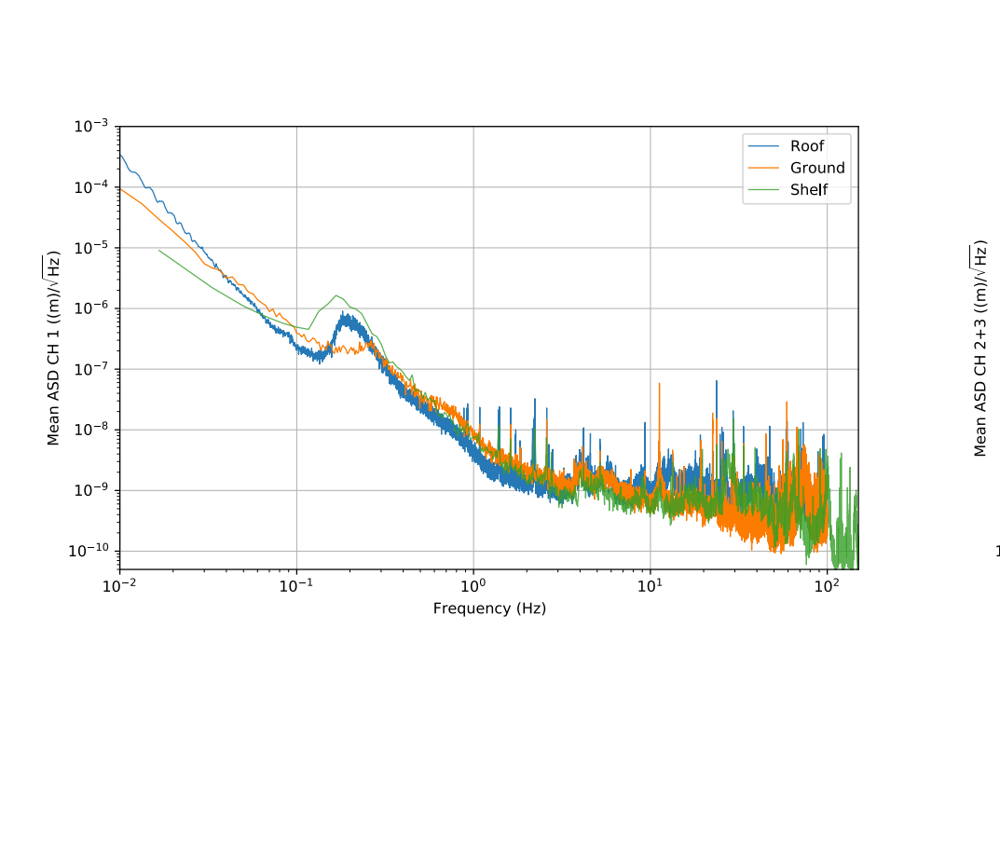 Mean ASD CH 1 ((m)/√Hz)
10⁻³
10⁻⁴
10⁻⁵
10⁻⁶
10⁻⁷
10⁻⁸
10⁻⁹
10⁻¹⁰
Roof
Ground
Shelf
10⁻² 10⁻¹ 10⁰ 10¹ 10²
Frequency (Hz)
Mean ASD CH 2+3 ((m)/√Hz)